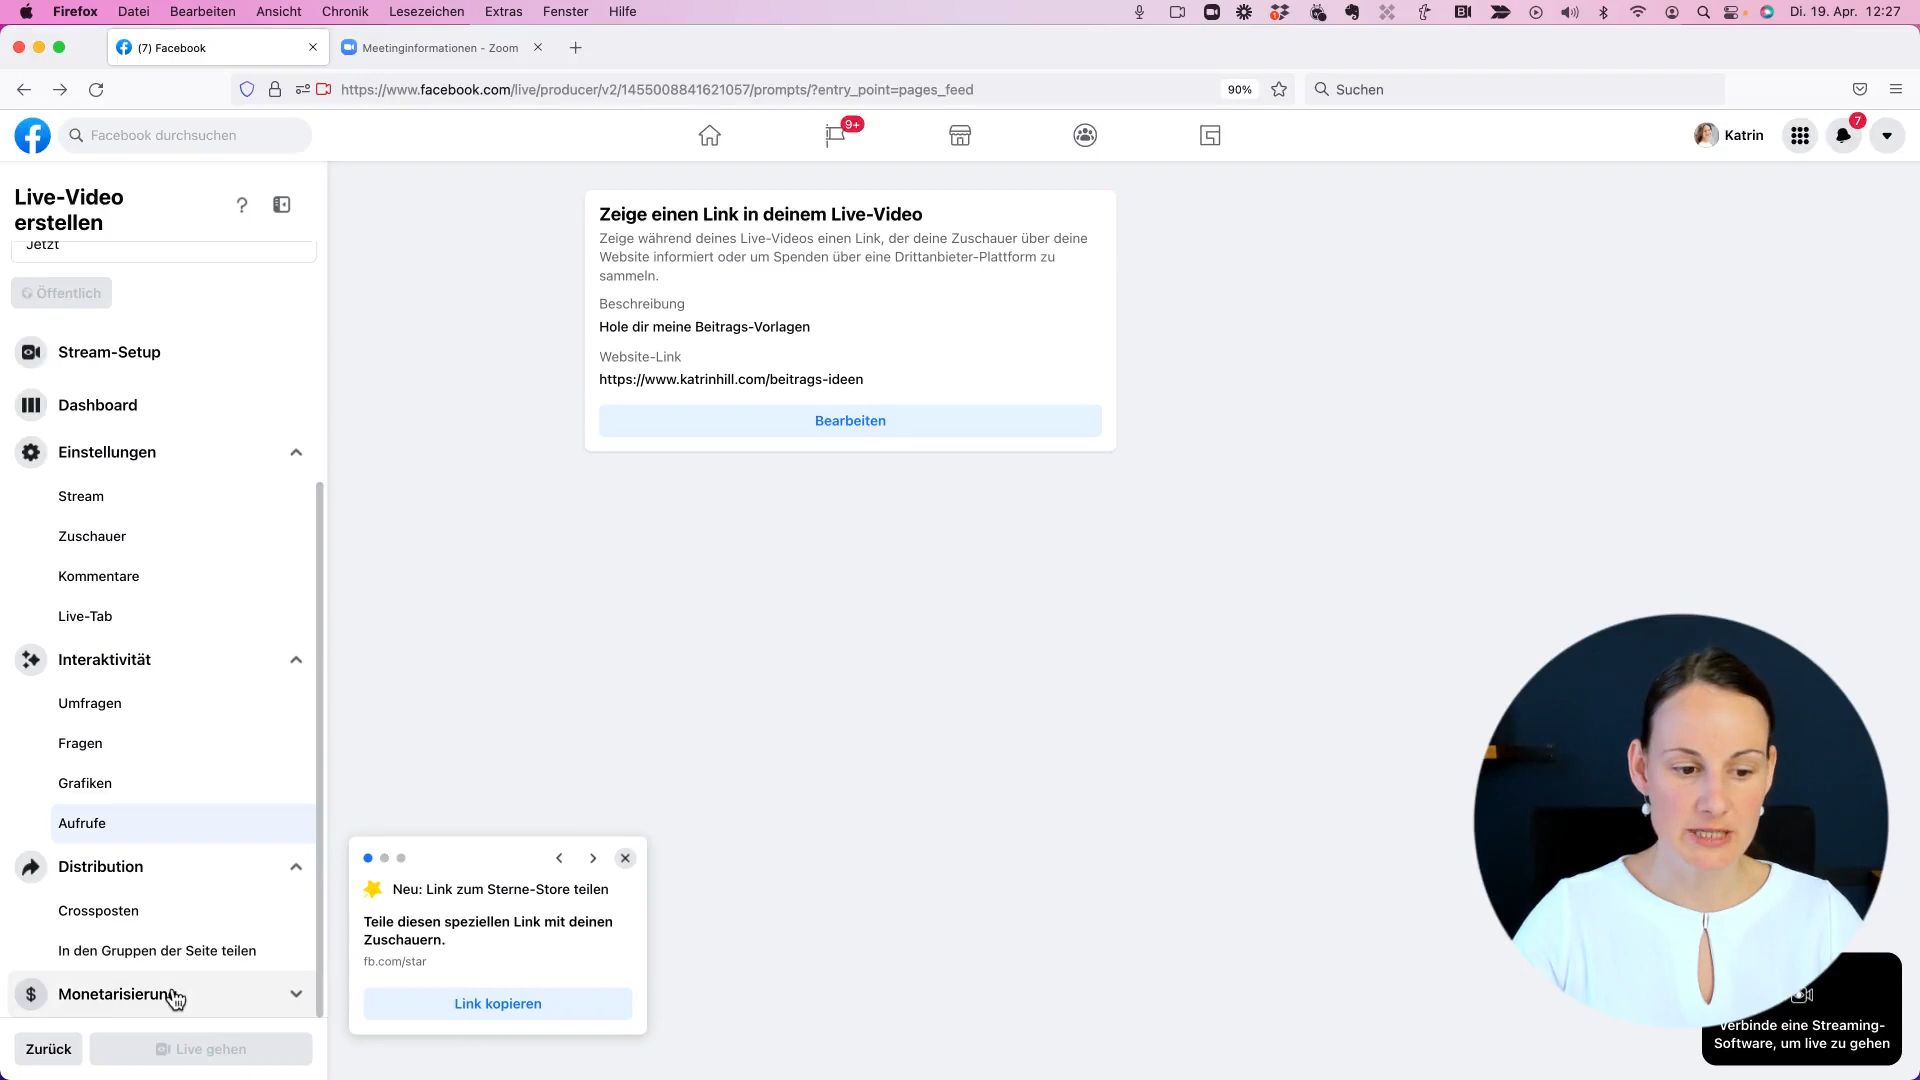 Firefox Datei Bearbeiten Ansicht Chronik Lesezeichen Extras Fenster Hilfe
Di. 19. Apr. 12:27
(7) Facebook
Meetinginformationen - Zoom
https://www.facebook.com/live/producer/v2/1455008841621057/prompts/?entry_point=pages_feed
90%
Suchen
Facebook durchsuchen
9+
Katrin
7
Live-Video
erstellen
Jetzt
Öffentlich
Stream-Setup
Dashboard
Einstellungen
Stream
Zuschauer
Kommentare
Live-Tab
Interaktivität
Umfragen
Fragen
Grafiken
Aufrufe
Distribution
Crossposten
In den Gruppen der Seite teilen
Monetarisierung
Zurück
Live gehen
Zeige einen Link in deinem Live-Video
Zeige während deines Live-Videos einen Link, der deine Zuschauer über deine
Website informiert oder um Spenden über eine Drittanbieter-Plattform zu
sammeln.
Beschreibung
Hole dir meine Beitrags-Vorlagen
Website-Link
https://www.katrinhill.com/beitrags-ideen
Bearbeiten
Neu: Link zum Sterne-Store teilen
Teile diesen speziellen Link mit deinen
Zuschauern.
fb.com/star
Link kopieren
Verbinde eine Streaming-
Software, um live zu gehen